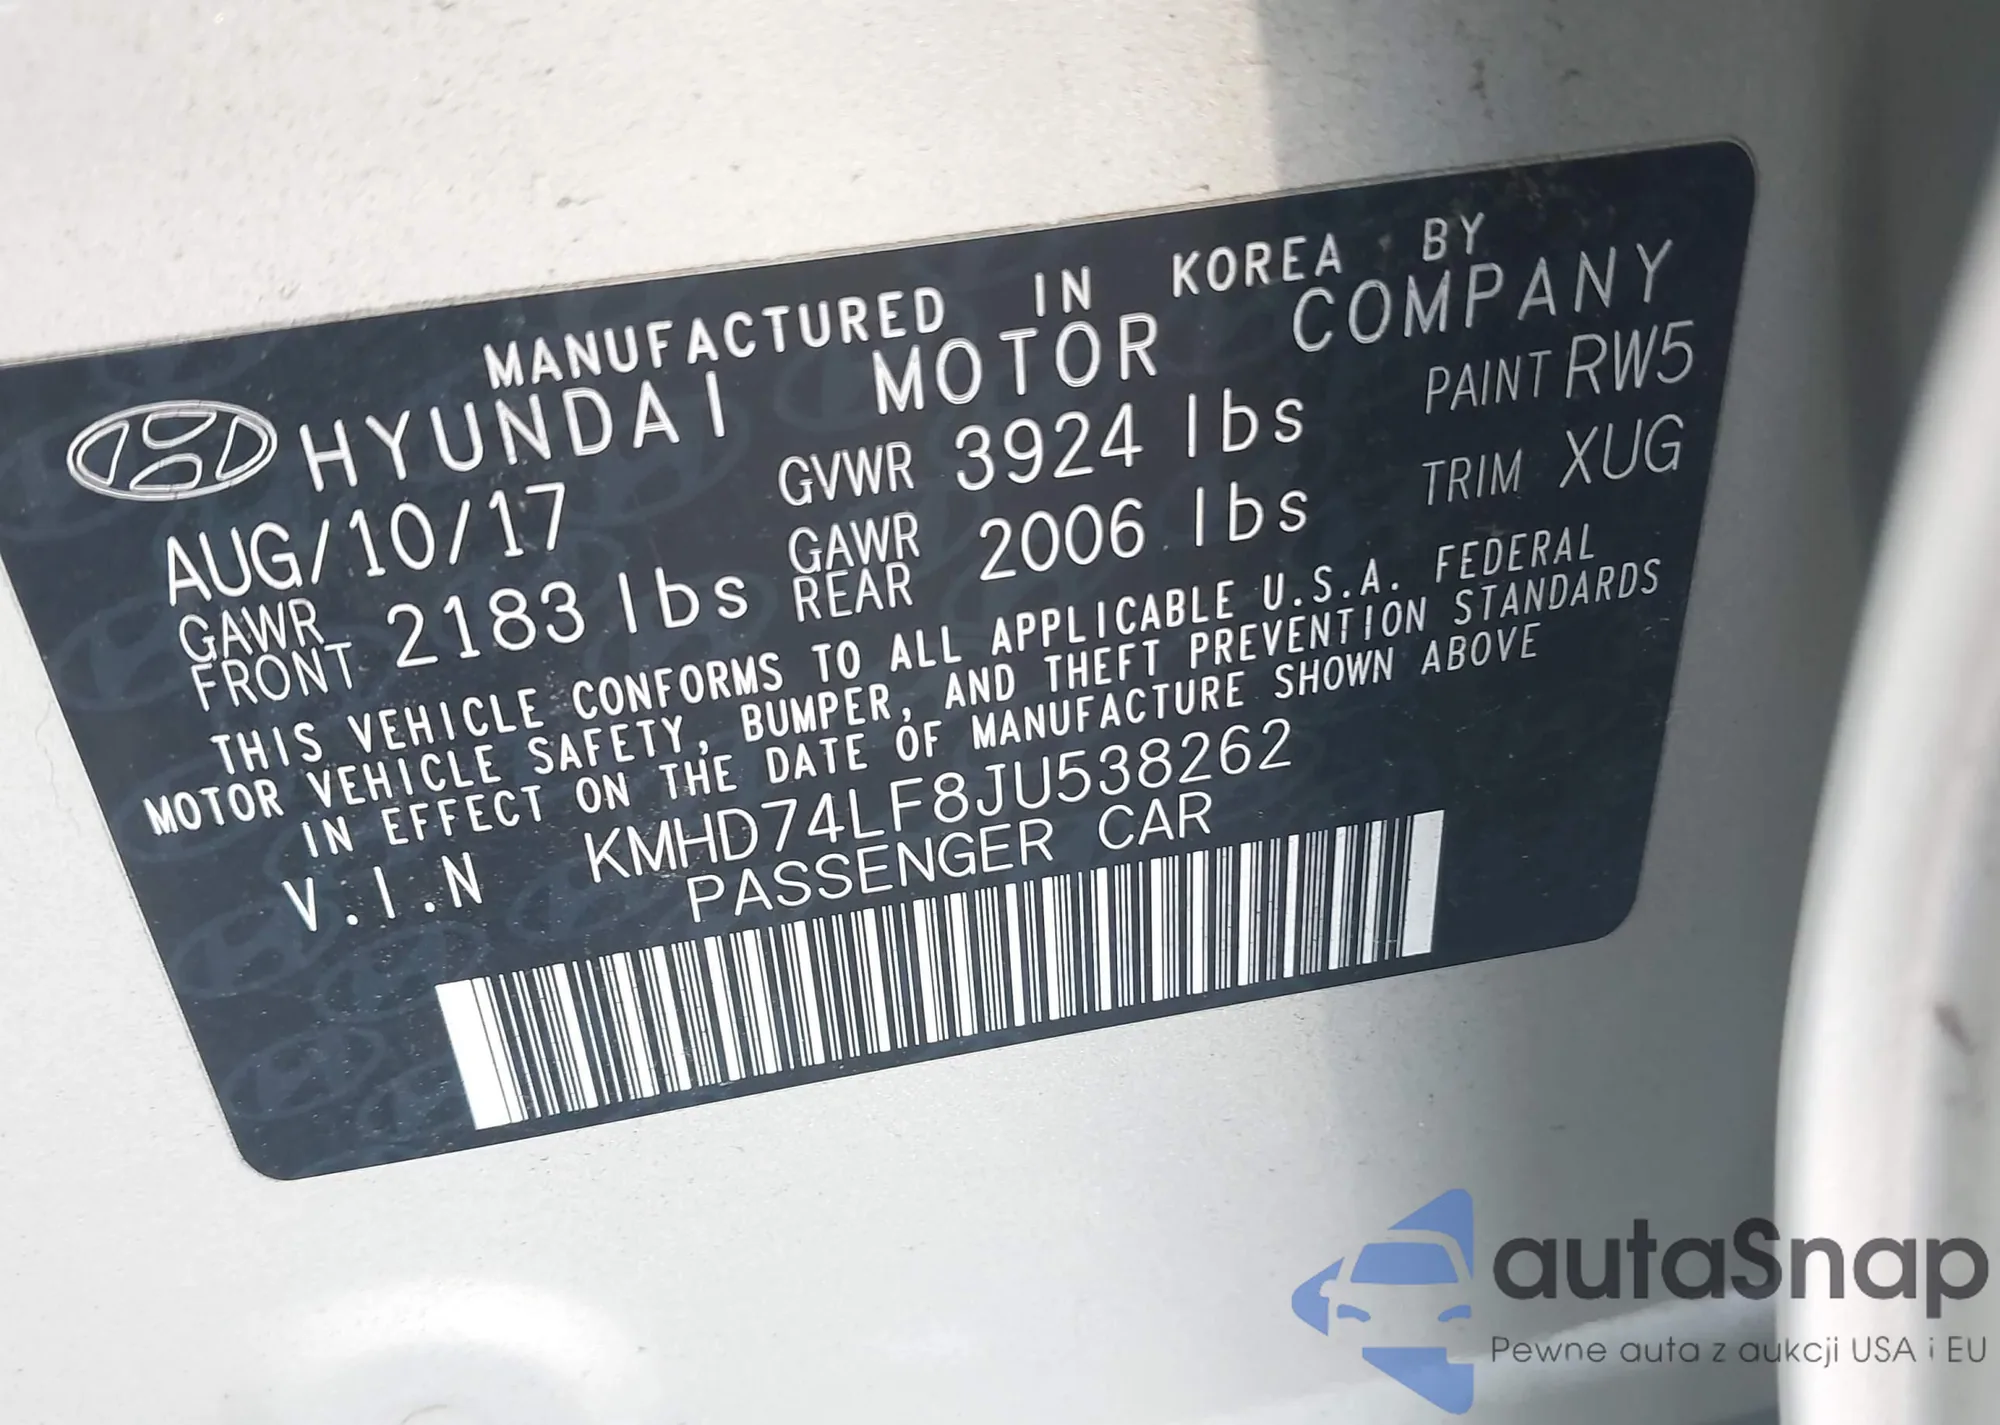 MANUFACTURED IN KOREA BY
HYUNDAI MOTOR COMPANY
AUG/10/17 GVWR 3924 lbs PAINT RW5
GAWR FRONT 2183 lbs GAWR REAR 2006 lbs TRIM XUG
THIS VEHICLE CONFORMS TO ALL APPLICABLE U.S.A. FEDERAL
MOTOR VEHICLE SAFETY, BUMPER, AND THEFT PREVENTION STANDARDS
IN EFFECT ON THE DATE OF MANUFACTURE SHOWN ABOVE
V.I.N KMHD74LF8JU538262
PASSENGER CAR
autaSnap
Pewne auta z aukcji USA i EU